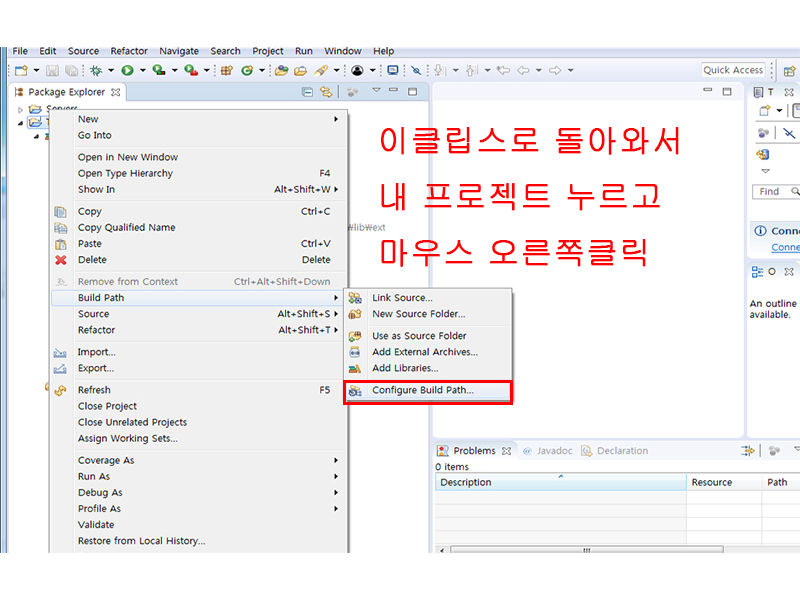 File Edit Source Refactor Navigate Search Project Run Window Help
Quick Access
Package Explorer
Servers
New
Go Into
Open in New Window
Open Type Hierarchy F4
Show In Alt+Shift+W
Copy Ctrl+C
Copy Qualified Name
Paste Ctrl+V
Delete Delete
Remove from Context Ctrl+Alt+Shift+Down
Build Path
Source Alt+Shift+S
Refactor Alt+Shift+T
Import...
Export...
Refresh F5
Close Project
Close Unrelated Projects
Assign Working Sets...
Coverage As
Run As
Debug As
Profile As
Validate
Restore from Local History...
₩lib₩ext
Link Source...
New Source Folder...
Use as Source Folder
Add External Archives...
Add Libraries...
Configure Build Path...
이클립스로 돌아와서
내 프로젝트 누르고
마우스 오른쪽클릭
Problems Javadoc Declaration
0 items
Description Resource Path
T
Find
Conne
Conne
O
An outline
available.